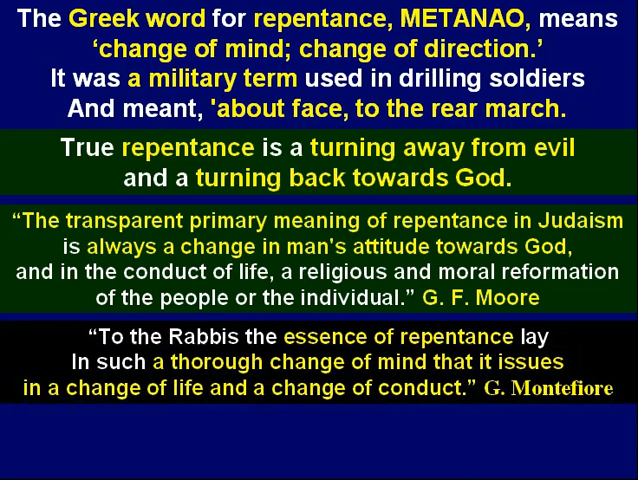 The Greek word for repentance, METANAO, means
‘change of mind; change of direction.’
It was a military term used in drilling soldiers
And meant, 'about face, to the rear march.
True repentance is a turning away from evil
and a turning back towards God.
“The transparent primary meaning of repentance in Judaism
is always a change in man's attitude towards God,
and in the conduct of life, a religious and moral reformation
of the people or the individual.” G. F. Moore
“To the Rabbis the essence of repentance lay
In such a thorough change of mind that it issues
in a change of life and a change of conduct.” G. Montefiore